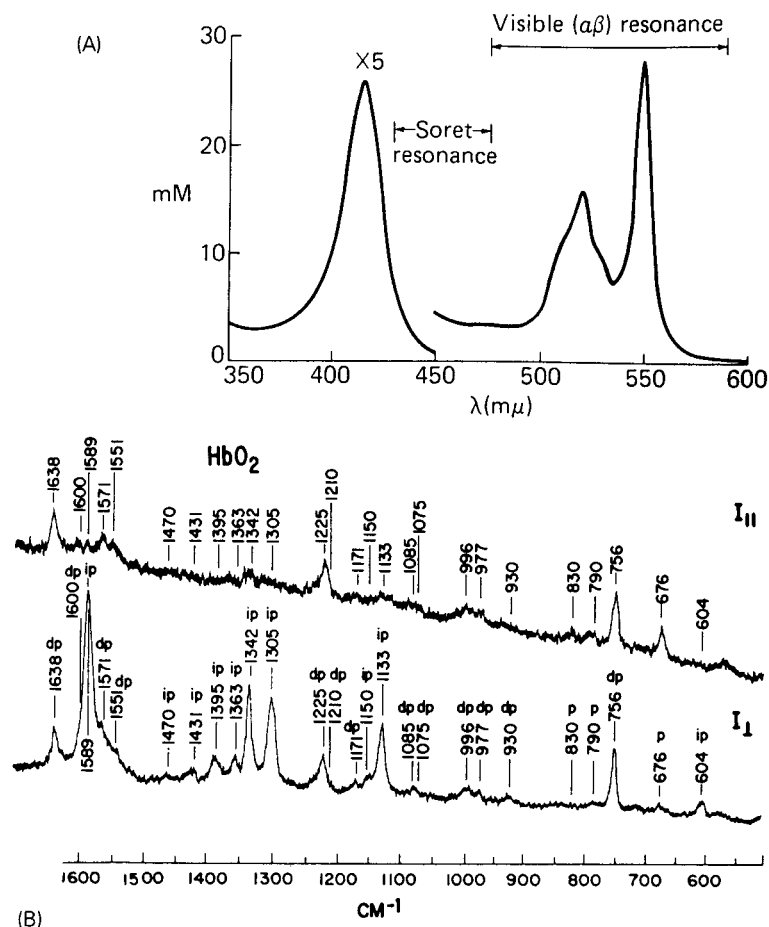 (A)
Visible (αβ) resonance
X5
Soret
resonance
30
20
10
0
mM
350
400
450
500
550
600
λ(mμ)
HbO₂
I||
1638
1600
1589
1571
1551
1470
1431
1395
1363
1342
1305
1225
1210
1171
1150
1133
1085
1075
996
977
930
830
790
756
676
604
I⊥
1638 dp
1600 dp
1589 ip
1571 dp
1551 dp
1470 ip
1431 ip
1395 ip
1363 ip
1342 ip
1305 ip
1225 dp
1210 dp
1171 dp
1150 ip
1133 ip
1085 dp
1075 dp
996 dp
977 dp
930 dp
830 p
790 p
756 dp
676 p
604 ip
1600 1500 1400 1300 1200 1100 1000 900 800 700 600
CM⁻¹
(B)